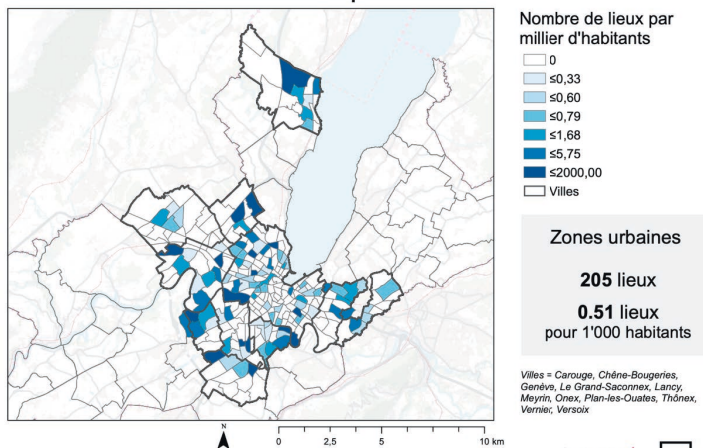 Nombre de lieux par
millier d'habitants
0
≤0,33
≤0,60
≤0,79
≤1,68
≤5,75
≤2000,00
Villes
Zones urbaines
205 lieux
0.51 lieux
pour 1'000 habitants
Villes = Carouge, Chêne-Bougeries,
Genève, Le Grand-Saconnex, Lancy,
Meyrin, Onex, Plan-les-Ouates, Thônex,
Vernier, Versoix
N
0 2,5 5 10 km